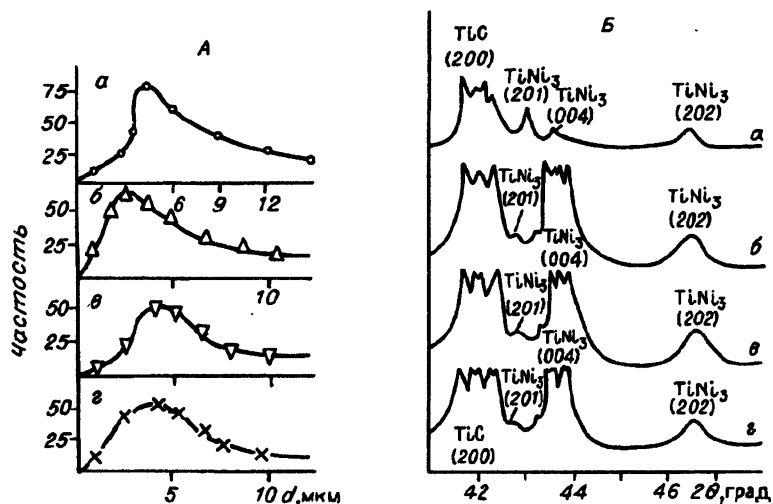 А
Частость
а
75
50
25
6
9
12
б
50
25
10
в
50
25
5
г
50
25
5
10
d, мкм
Б
TiC
(200)
TiNi3
(201)
TiNi3
(004)
TiNi3
(202)
а
TiNi3
(201)
TiNi3
(004)
TiNi3
(202)
б
TiNi3
(201)
TiNi3
(004)
TiNi3
(202)
в
TiNi3
(201)
TiC
(200)
TiNi3
(202)
г
42
44
46
2θ, град